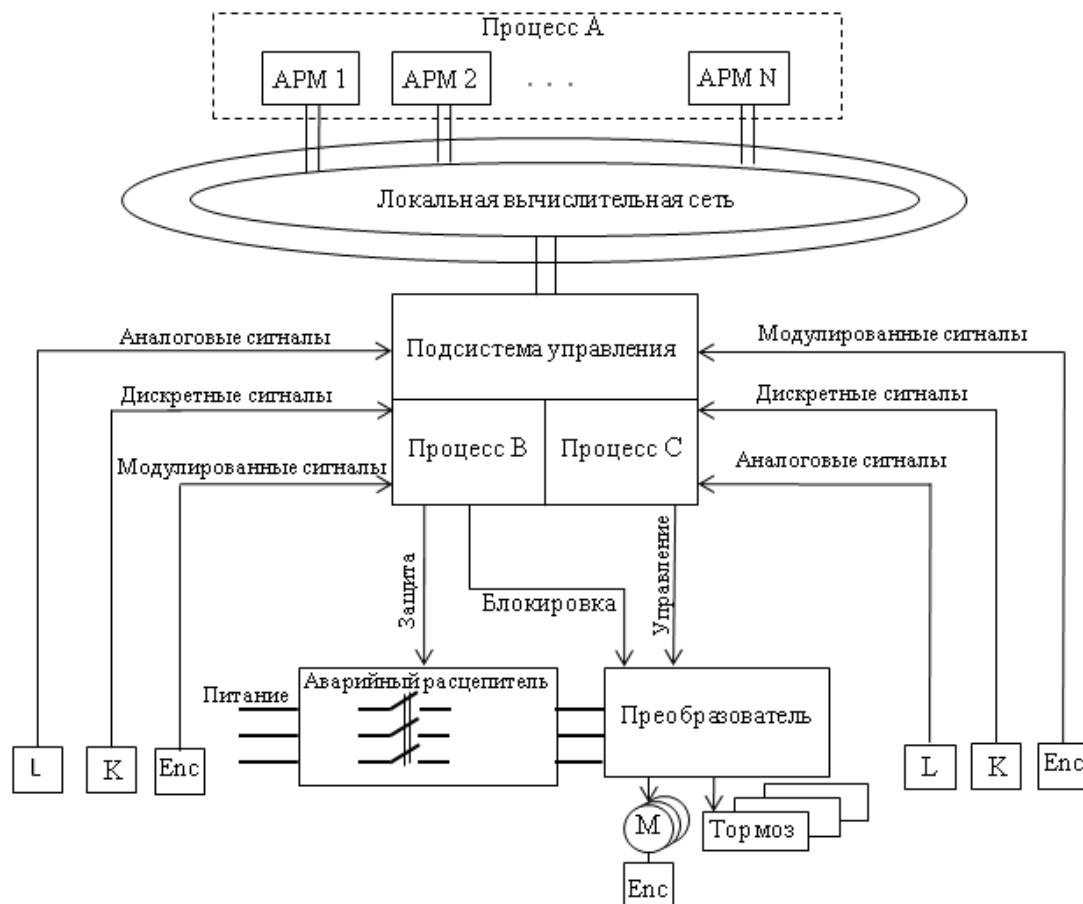 Процесс А
АРМ 1
АРМ 2
. . .
АРМ N
Локальная вычислительная сеть
Аналоговые сигналы
Подсистема управления
Модулированные сигналы
Дискретные сигналы
Дискретные сигналы
Процесс В
Процесс С
Модулированные сигналы
Аналоговые сигналы
Защита
Блокировка
Управление
Питание
Аварийный расцепитель
Преобразователь
L
K
Enc
L
K
Enc
М
Тормоз
Enc